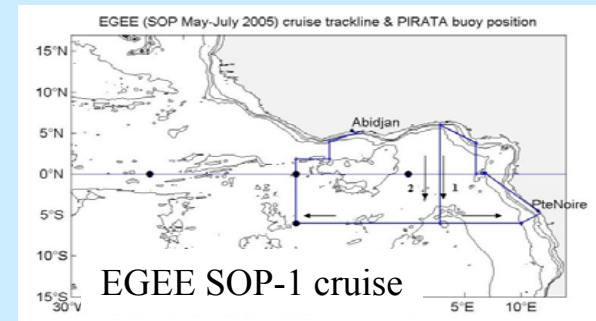 EGEE (SOP May-July 2005) cruise trackline & PIRATA buoy position
15°N
10°N
Abidjan
5°N
0°N
2 1
PteNoire
5°S
10°S
EGEE SOP-1 cruise
15°S
5°E 10°E